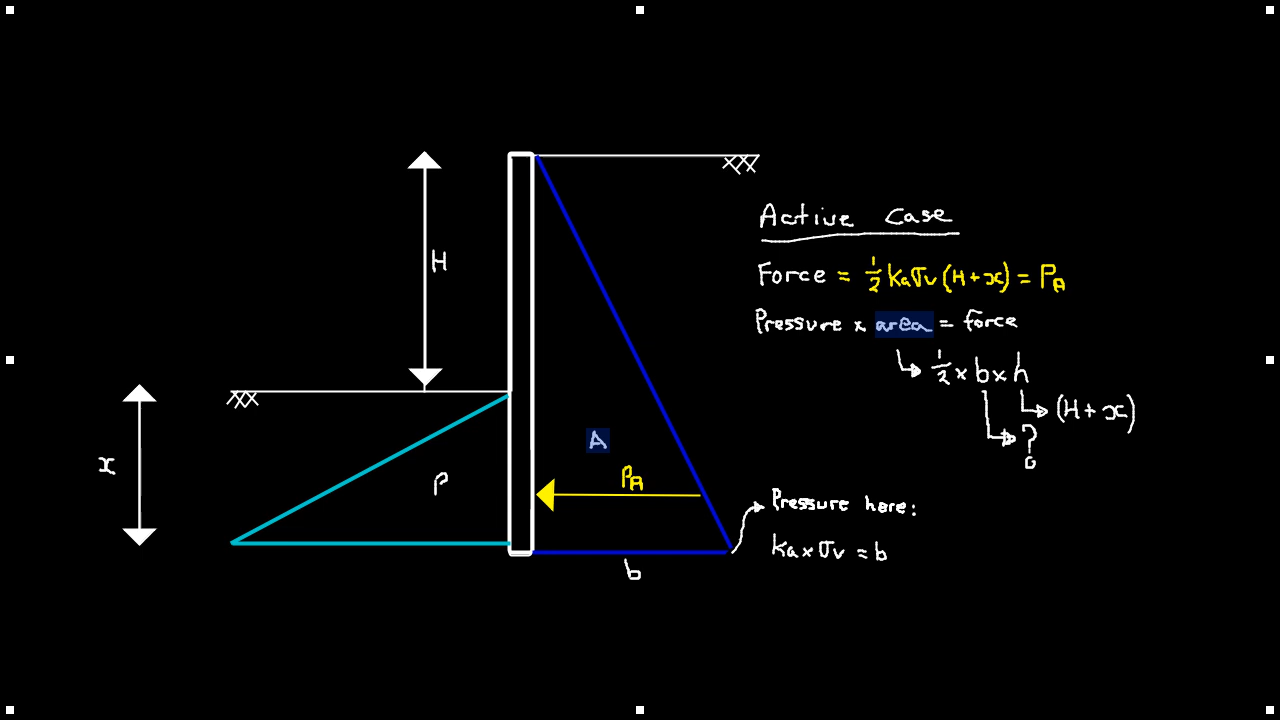 Active case
Force = 1/2 kaσv (H+x) = PA
Pressure x area = force
1/2 x b x h
(H+x)
?
H
x
P
A
PA
b
Pressure here:
ka x σv = b